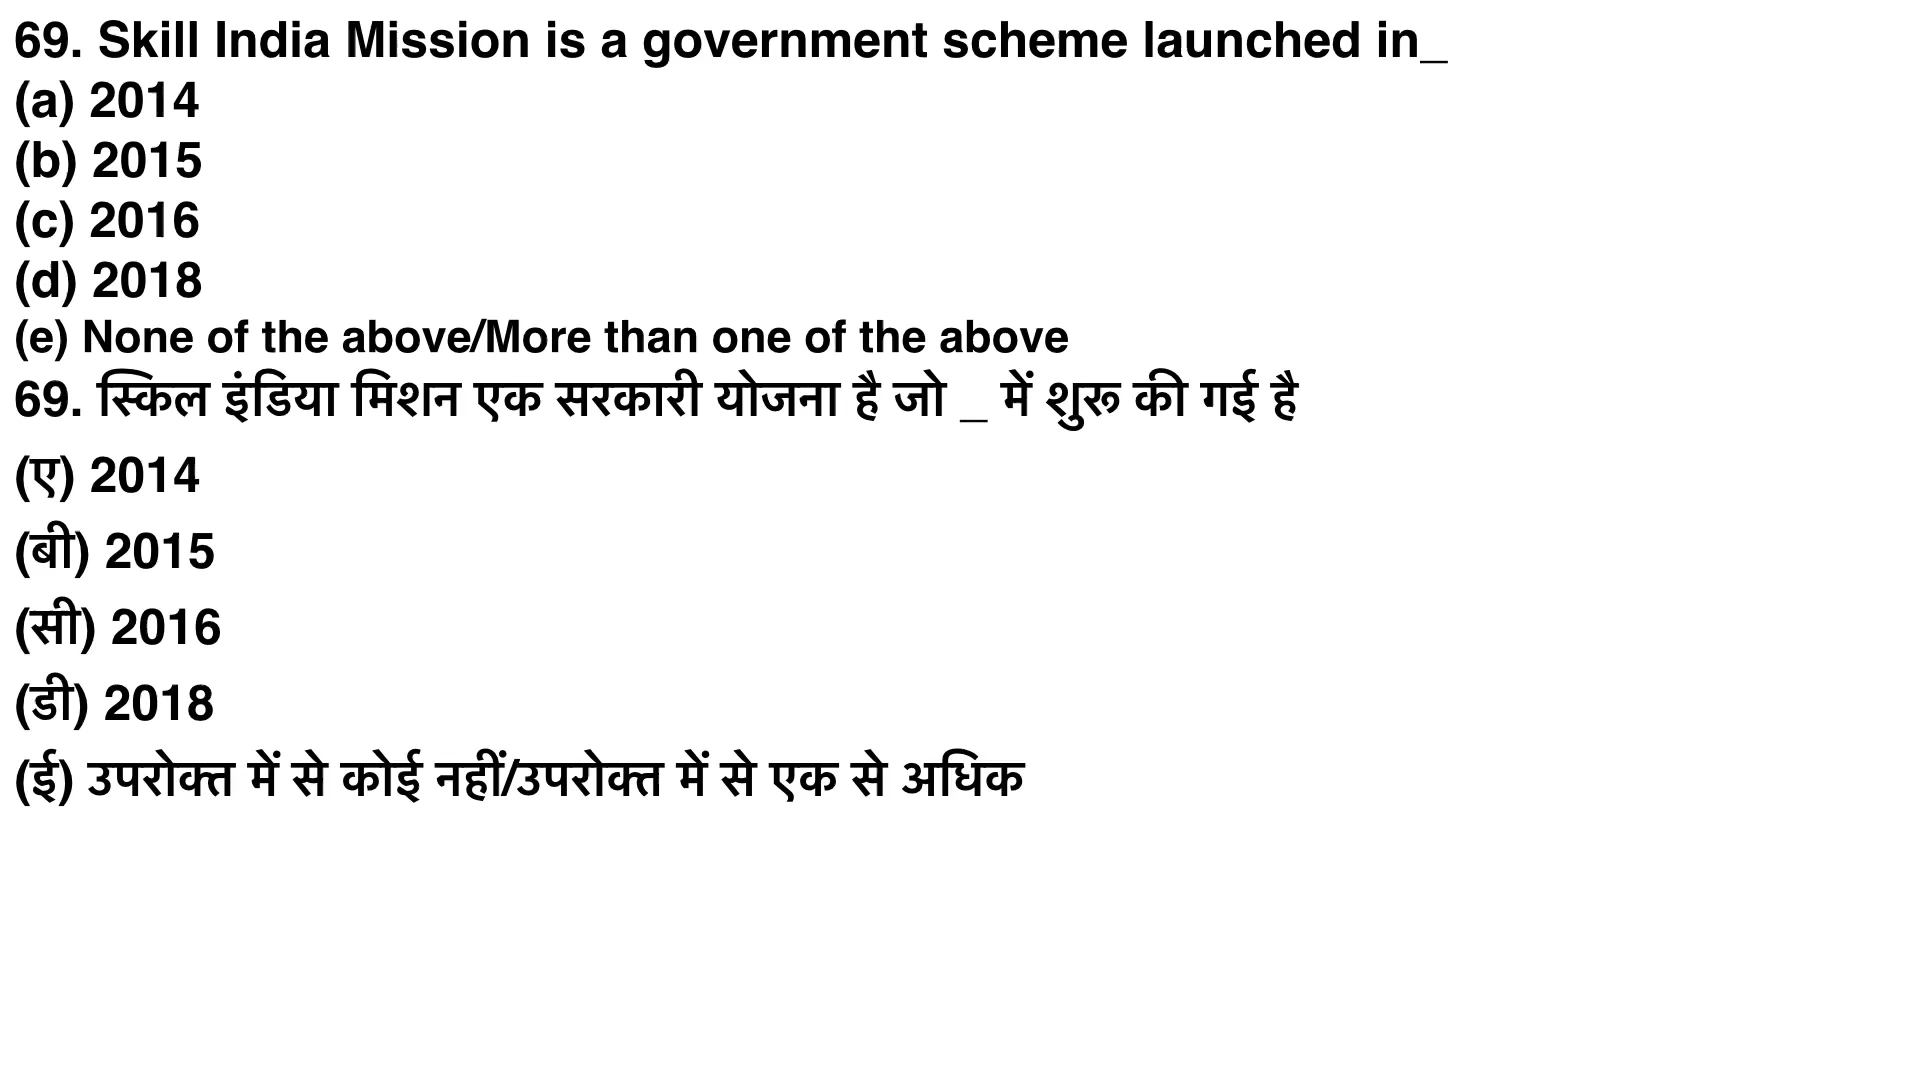 69. Skill India Mission is a government scheme launched in_
(a) 2014
(b) 2015
(c) 2016
(d) 2018
(e) None of the above/More than one of the above
69. स्किल इंडिया मिशन एक सरकारी योजना है जो _ में शुरू की गई है
(ए) 2014
(बी) 2015
(सी) 2016
(डी) 2018
(ई) उपरोक्त में से कोई नहीं/उपरोक्त में से एक से अधिक